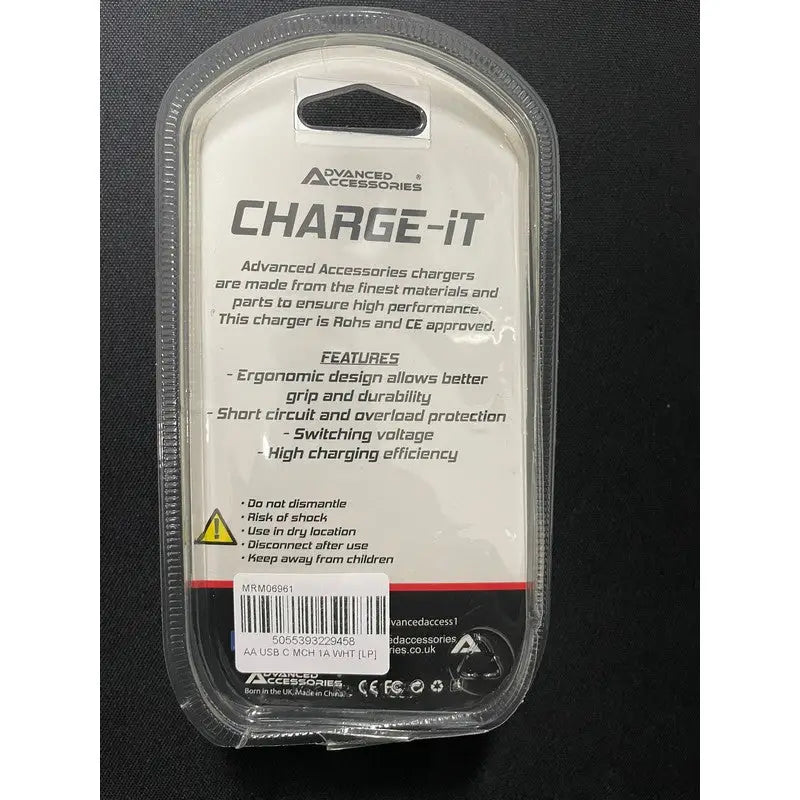 ADVANCED
ACCESSORIES ®
CHARGE-iT
Advanced Accessories chargers
are made from the finest materials and
parts to ensure high performance.
This charger is Rohs and CE approved.
FEATURES
- Ergonomic design allows better
grip and durability
- Short circuit and overload protection
- Switching voltage
- High charging efficiency
• Do not dismantle
• Risk of shock
• Use in dry location
• Disconnect after use
• Keep away from children
MRM06961
5055393229458
AA USB C MCH 1A WHT [LP]
dvancedaccess1
edaccessories
ries.co.uk
ADVANCED
ACCESSORIES
Born in the UK, Made in China.
CE FC